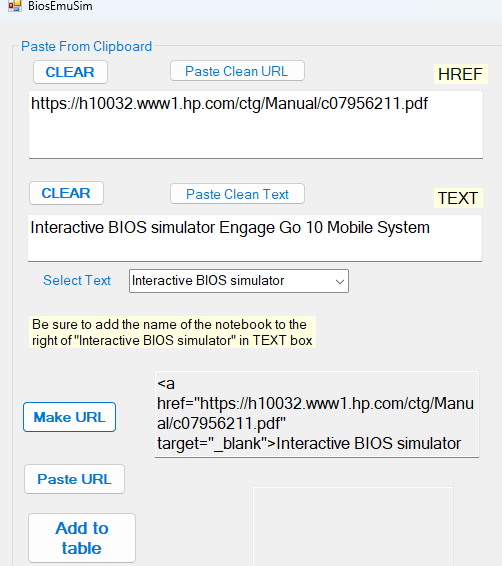 BiosEmuSim
Paste From Clipboard
CLEAR
Paste Clean URL
HREF
https://h10032.www1.hp.com/ctg/Manual/c07956211.pdf
CLEAR
Paste Clean Text
TEXT
Interactive BIOS simulator Engage Go 10 Mobile System
Select Text
Interactive BIOS simulator
Be sure to add the name of the notebook to the
right of "Interactive BIOS simulator" in TEXT box
<a
href="https://h10032.www1.hp.com/ctg/Manu
al/c07956211.pdf"
target="_blank">Interactive BIOS simulator
Make URL
Paste URL
Add to
table